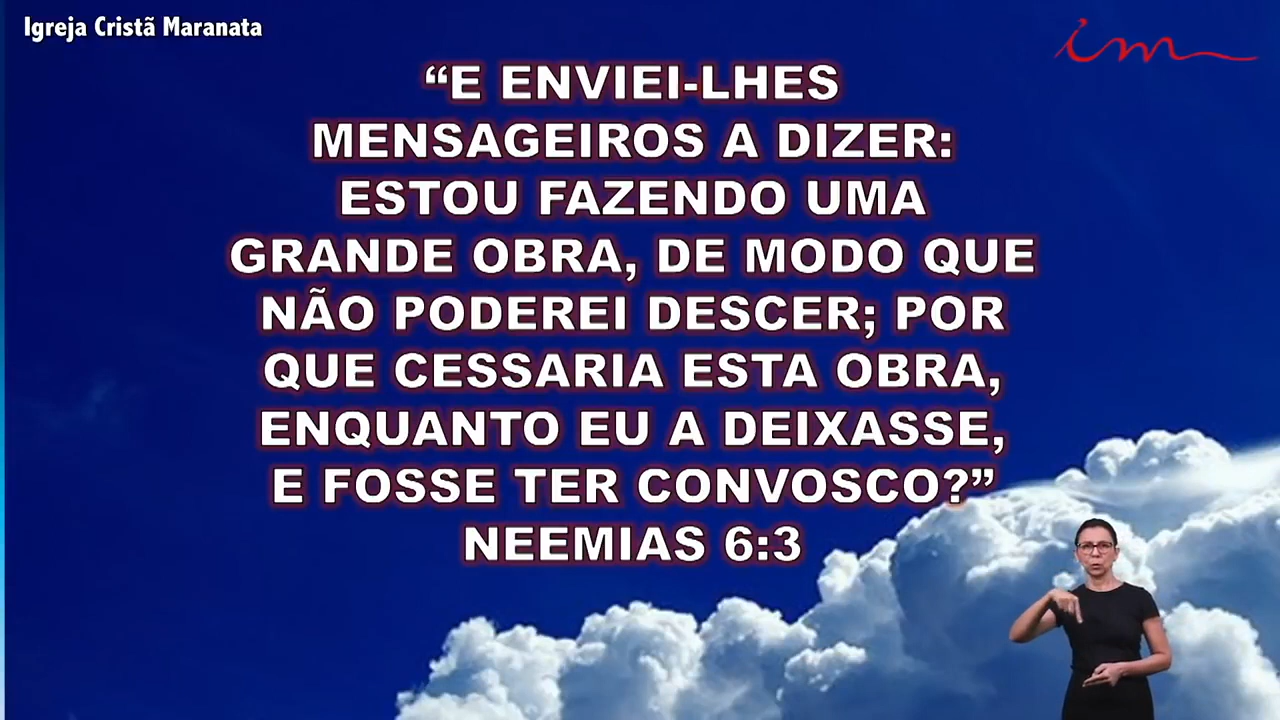 Igreja Cristã Maranata
im
“E ENVIEI-LHES
MENSAGEIROS A DIZER:
ESTOU FAZENDO UMA
GRANDE OBRA, DE MODO QUE
NÃO PODEREI DESCER; POR
QUE CESSARIA ESTA OBRA,
ENQUANTO EU A DEIXASSE,
E FOSSE TER CONVOSCO?”
NEEMIAS 6:3